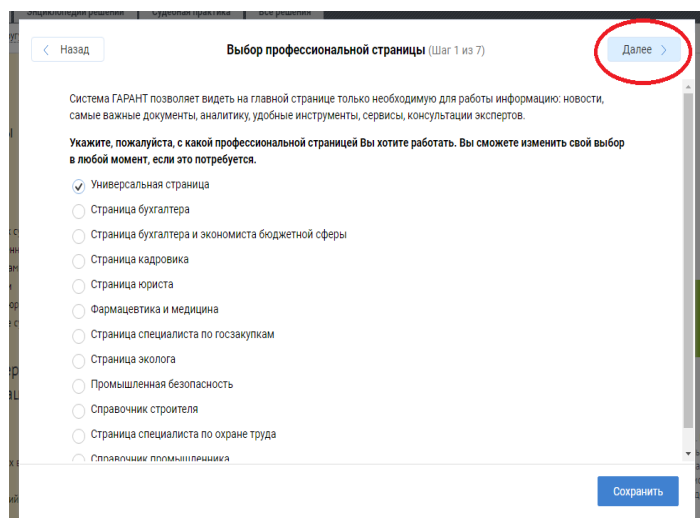 Энциклопедии решений Судебная практика Все решения
Назад
Выбор профессиональной страницы (Шаг 1 из 7)
Далее
Система ГАРАНТ позволяет видеть на главной странице только необходимую для работы информацию: новости,
самые важные документы, аналитику, удобные инструменты, сервисы, консультации экспертов.
Укажите, пожалуйста, с какой профессиональной страницей Вы хотите работать. Вы сможете изменить свой выбор
в любой момент, если это потребуется.
Универсальная страница
Страница бухгалтера
Страница бухгалтера и экономиста бюджетной сферы
Страница кадровика
Страница юриста
Фармацевтика и медицина
Страница специалиста по госзакупкам
Страница эколога
Промышленная безопасность
Справочник строителя
Страница специалиста по охране труда
Справочник промышленника
Сохранить